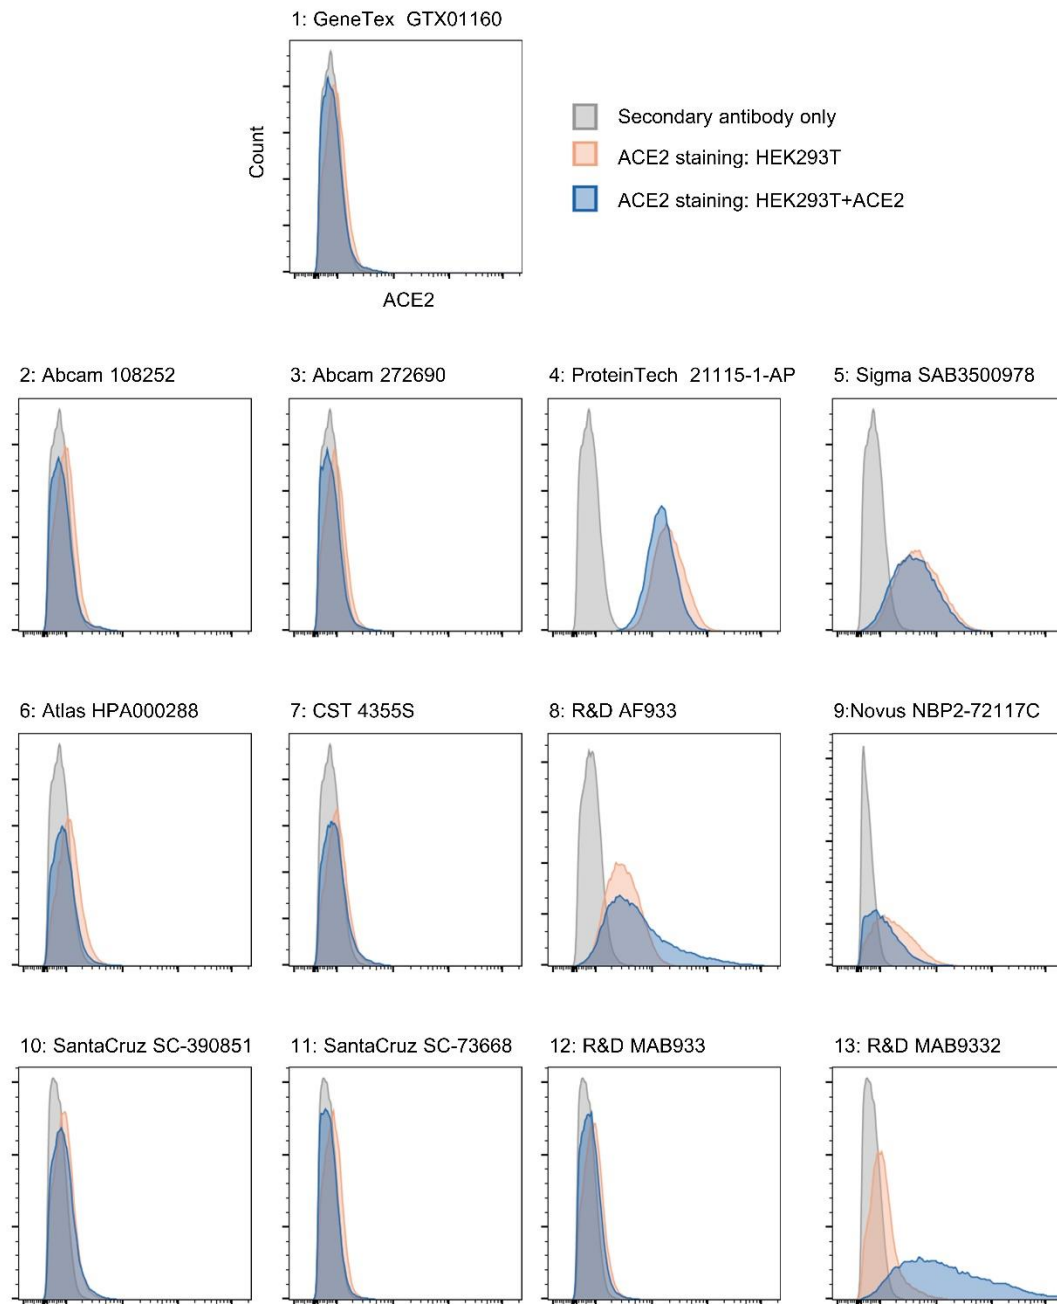 1: GeneTex GTX01160
Count
ACE2
Secondary antibody only
ACE2 staining: HEK293T
ACE2 staining: HEK293T+ACE2
2: Abcam 108252
3: Abcam 272690
4: ProteinTech 21115-1-AP
5: Sigma SAB3500978
6: Atlas HPA000288
7: CST 4355S
8: R&D AF933
9:Novus NBP2-72117C
10: SantaCruz SC-390851
11: SantaCruz SC-73668
12: R&D MAB933
13: R&D MAB9332